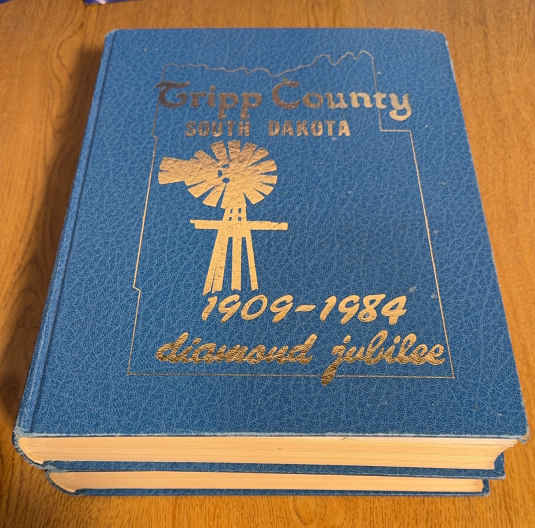 Tripp County
SOUTH DAKOTA
1909-1984
diamond jubilee